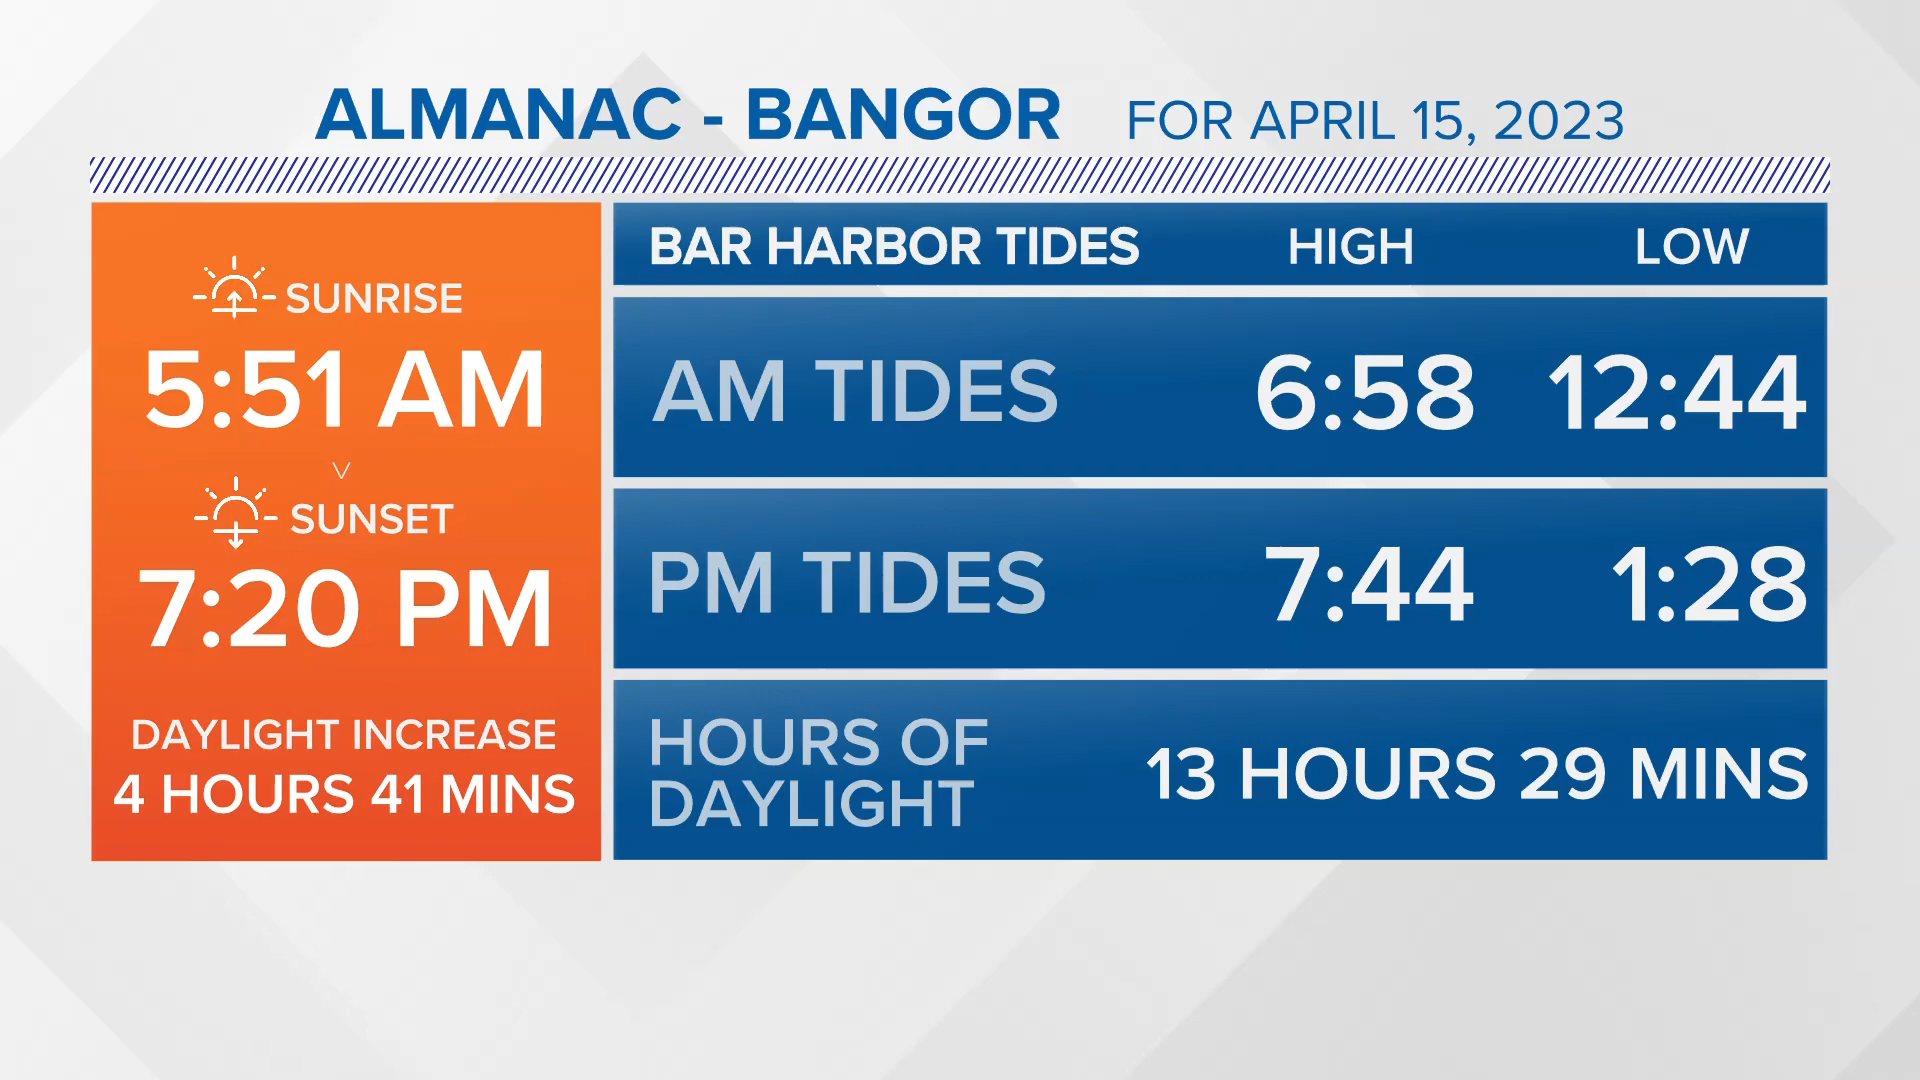 ALMANAC - BANGOR FOR APRIL 15, 2023
SUNRISE
5:51 AM
SUNSET
7:20 PM
DAYLIGHT INCREASE
4 HOURS 41 MINS
BAR HARBOR TIDES HIGH LOW
AM TIDES 6:58 12:44
PM TIDES 7:44 1:28
HOURS OF
DAYLIGHT
13 HOURS 29 MINS